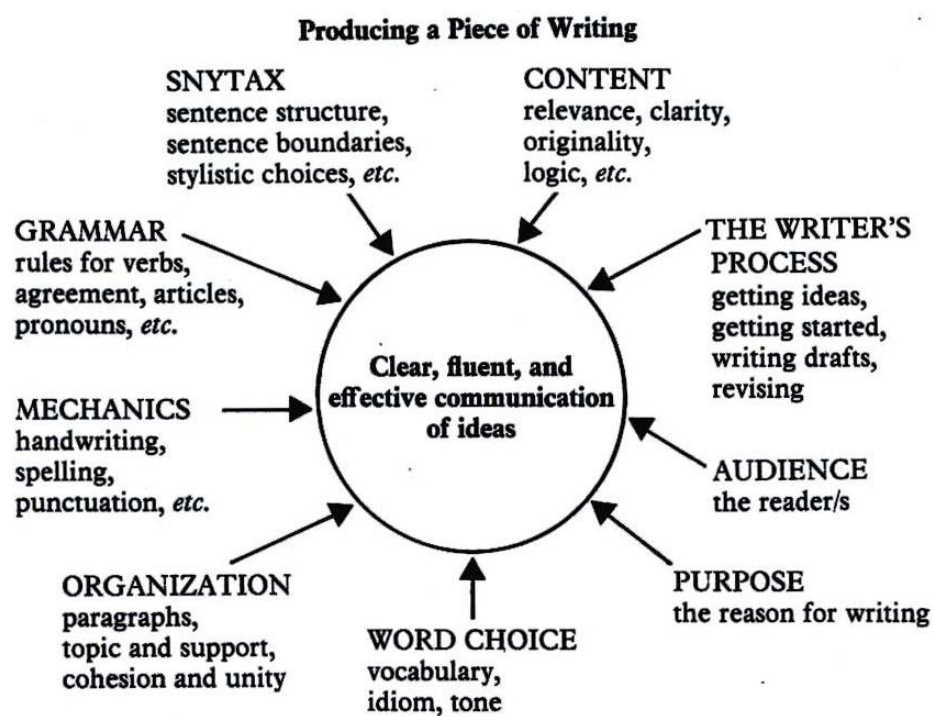 Producing a Piece of Writing
SNYTAX
sentence structure,
sentence boundaries,
stylistic choices, etc.
CONTENT
relevance, clarity,
originality,
logic, etc.
GRAMMAR
rules for verbs,
agreement, articles,
pronouns, etc.
THE WRITER'S
PROCESS
getting ideas,
getting started,
writing drafts,
revising
Clear, fluent, and
effective communication
of ideas
MECHANICS
handwriting,
spelling,
punctuation, etc.
AUDIENCE
the reader/s
ORGANIZATION
paragraphs,
topic and support,
cohesion and unity
WORD CHOICE
vocabulary,
idiom, tone
PURPOSE
the reason for writing